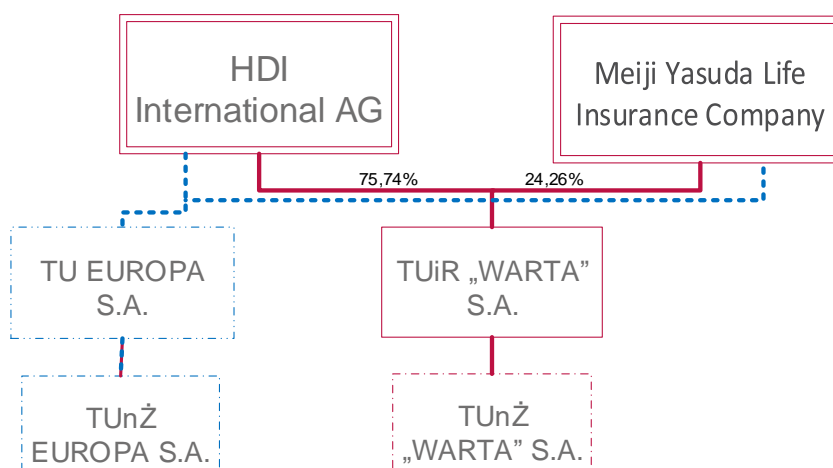 HDI
International AG
Meiji Yasuda Life
Insurance Company
75,74%
24,26%
TU EUROPA
S.A.
TUiR „WARTA”
S.A.
TUnŻ
EUROPA S.A.
TUnŻ
„WARTA” S.A.